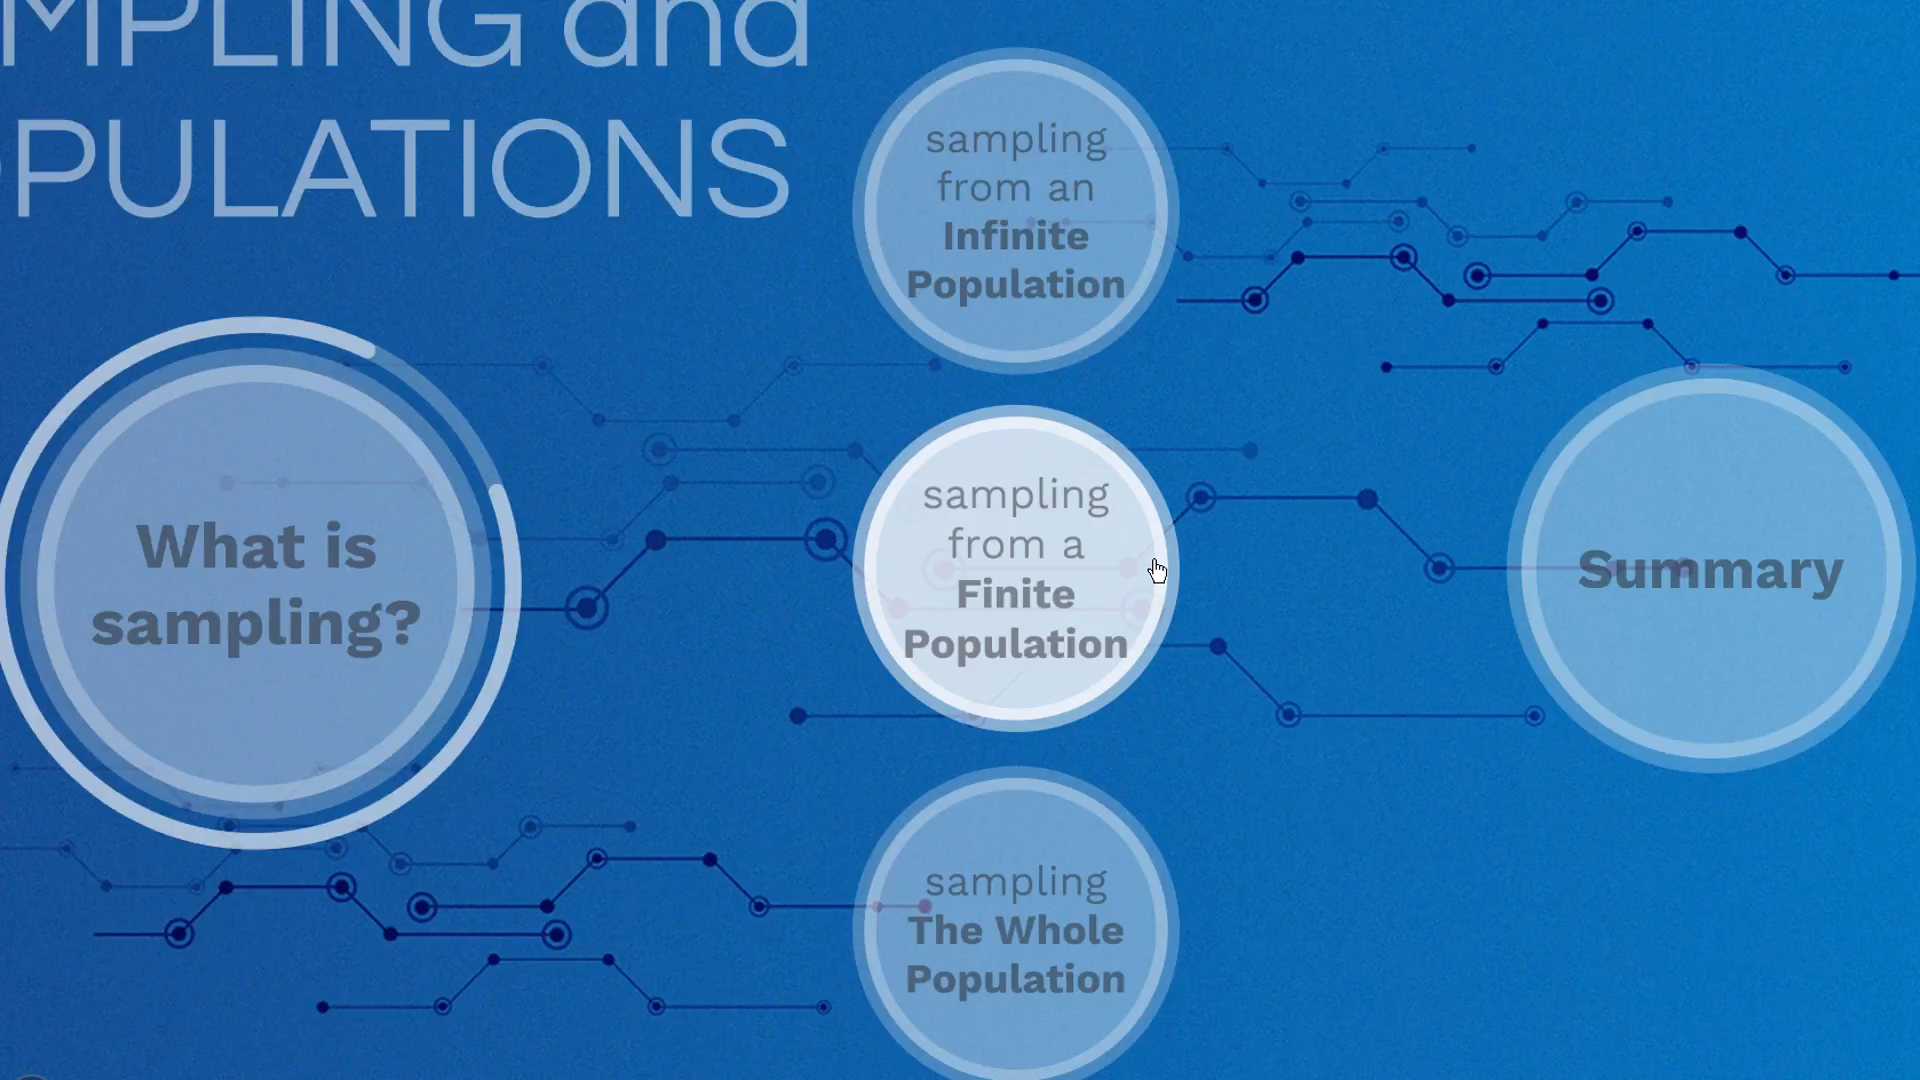 MPLING and
OPULATIONS
What is
sampling?
sampling
from an
Infinite
Population
sampling
from a
Finite
Population
sampling
The Whole
Population
Summary